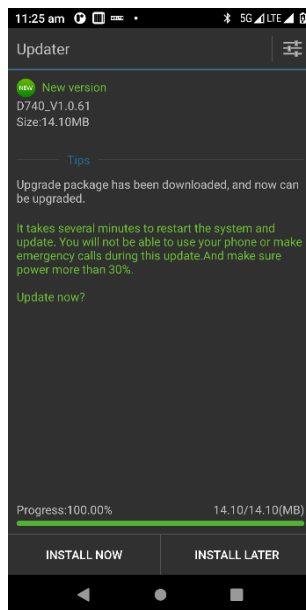 11:25 am 5G LTE
Updater
NEW New version
D740_V1.0.61
Size:14.10MB
Tips
Upgrade package has been downloaded, and now can
be upgraded.
It takes several minutes to restart the system and
update. You will not be able to use your phone or make
emergency calls during this update.And make sure
power more than 30%.
Update now?
Progress:100.00% 14.10/14.10(MB)
INSTALL NOW INSTALL LATER